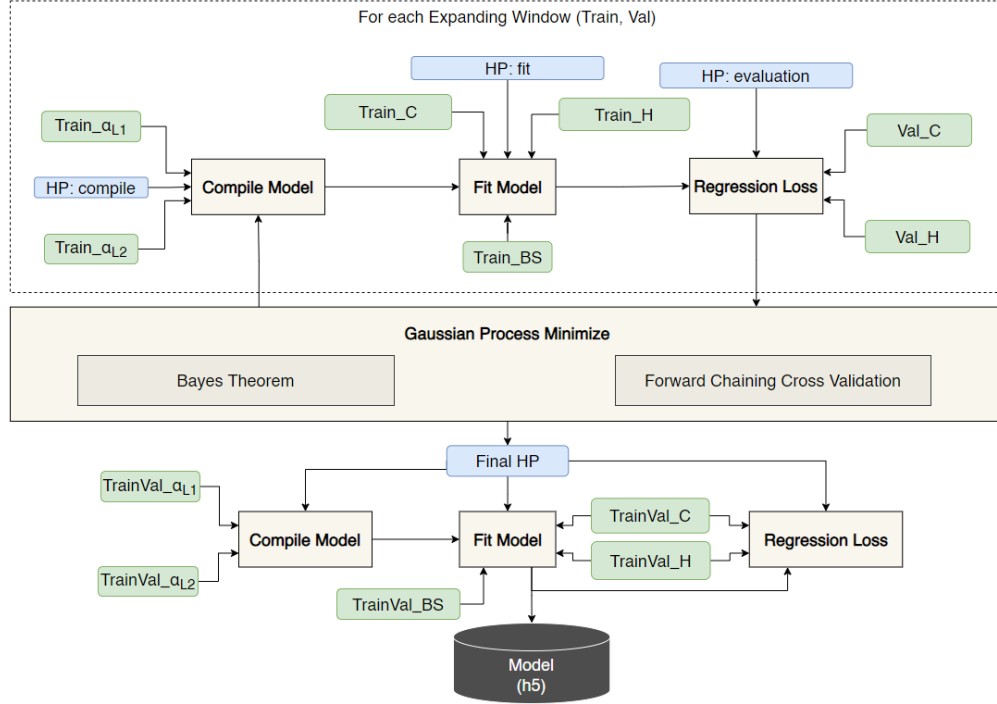 For each Expanding Window (Train, Val)
HP: fit
HP: evaluation
Train_C
Train_H
Train_αL1
Val_C
HP: compile
Compile Model
Fit Model
Regression Loss
Train_αL2
Val_H
Train_BS
Gaussian Process Minimize
Bayes Theorem
Forward Chaining Cross Validation
Final HP
TrainVal_αL1
TrainVal_C
Compile Model
Fit Model
Regression Loss
TrainVal_H
TrainVal_αL2
TrainVal_BS
Model
(h5)